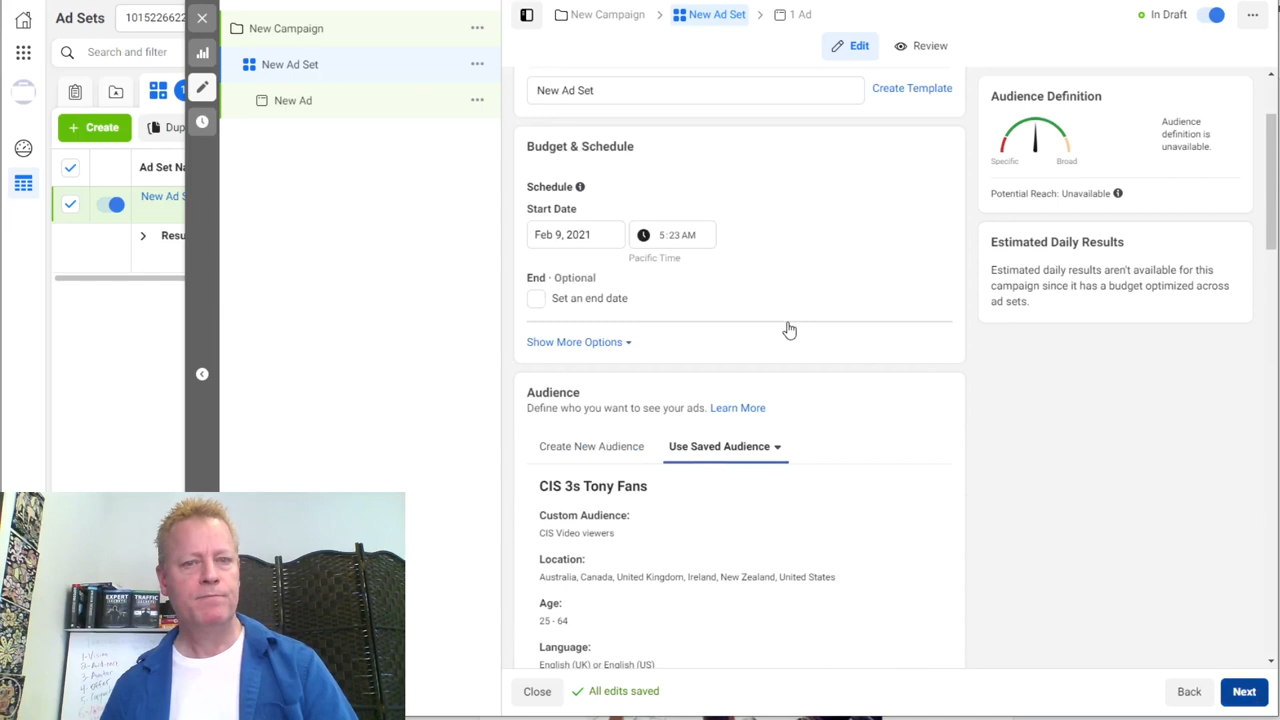 Ad Sets
1015226622
Search and filter
1
+ Create
Dup
Ad Set Na
New Ad S
Resu
New Campaign
New Ad Set
New Ad
New Campaign > New Ad Set > 1 Ad
In Draft
Edit
Review
New Ad Set
Create Template
Budget & Schedule
Schedule
Start Date
Feb 9, 2021
5:23 AM
Pacific Time
End · Optional
Set an end date
Show More Options
Audience
Define who you want to see your ads. Learn More
Create New Audience
Use Saved Audience
CIS 3s Tony Fans
Custom Audience:
CIS Video viewers
Location:
Australia, Canada, United Kingdom, Ireland, New Zealand, United States
Age:
25 - 64
Language:
English (UK) or English (US)
Close
All edits saved
Back
Next
Audience Definition
Specific
Broad
Audience
definition is
unavailable.
Potential Reach: Unavailable
Estimated Daily Results
Estimated daily results aren't available for this
campaign since it has a budget optimized across
ad sets.
EXPERT
SECRETS
TRAFFIC
SECRETS